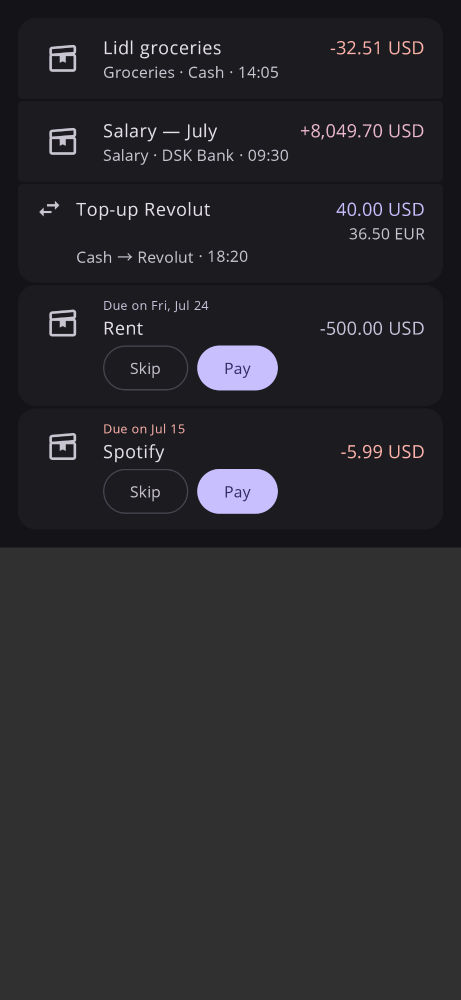 Lidl groceries -32.51 USD
Groceries · Cash · 14:05
Salary — July +8,049.70 USD
Salary · DSK Bank · 09:30
Top-up Revolut 40.00 USD
36.50 EUR
Cash → Revolut · 18:20
Due on Fri, Jul 24
Rent -500.00 USD
Skip Pay
Due on Jul 15
Spotify -5.99 USD
Skip Pay